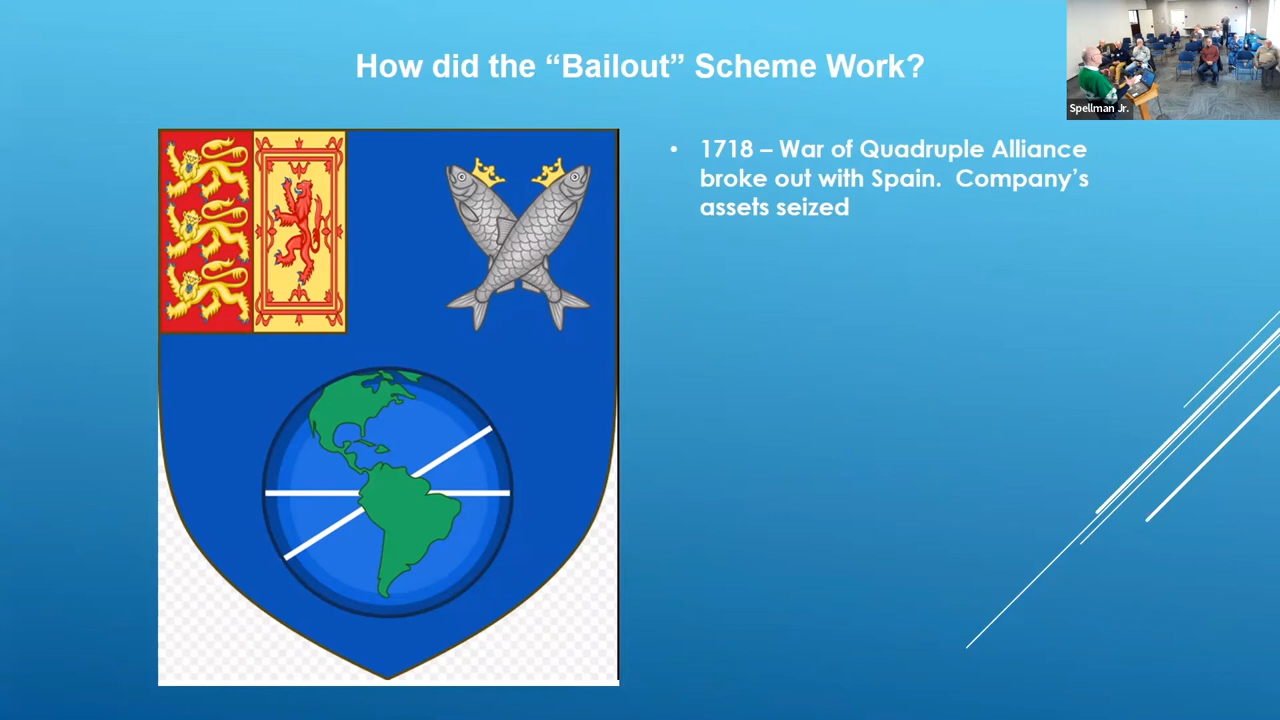 How did the “Bailout” Scheme Work?
Spellman Jr.
• 1718 – War of Quadruple Alliance
broke out with Spain.  Company’s
assets seized